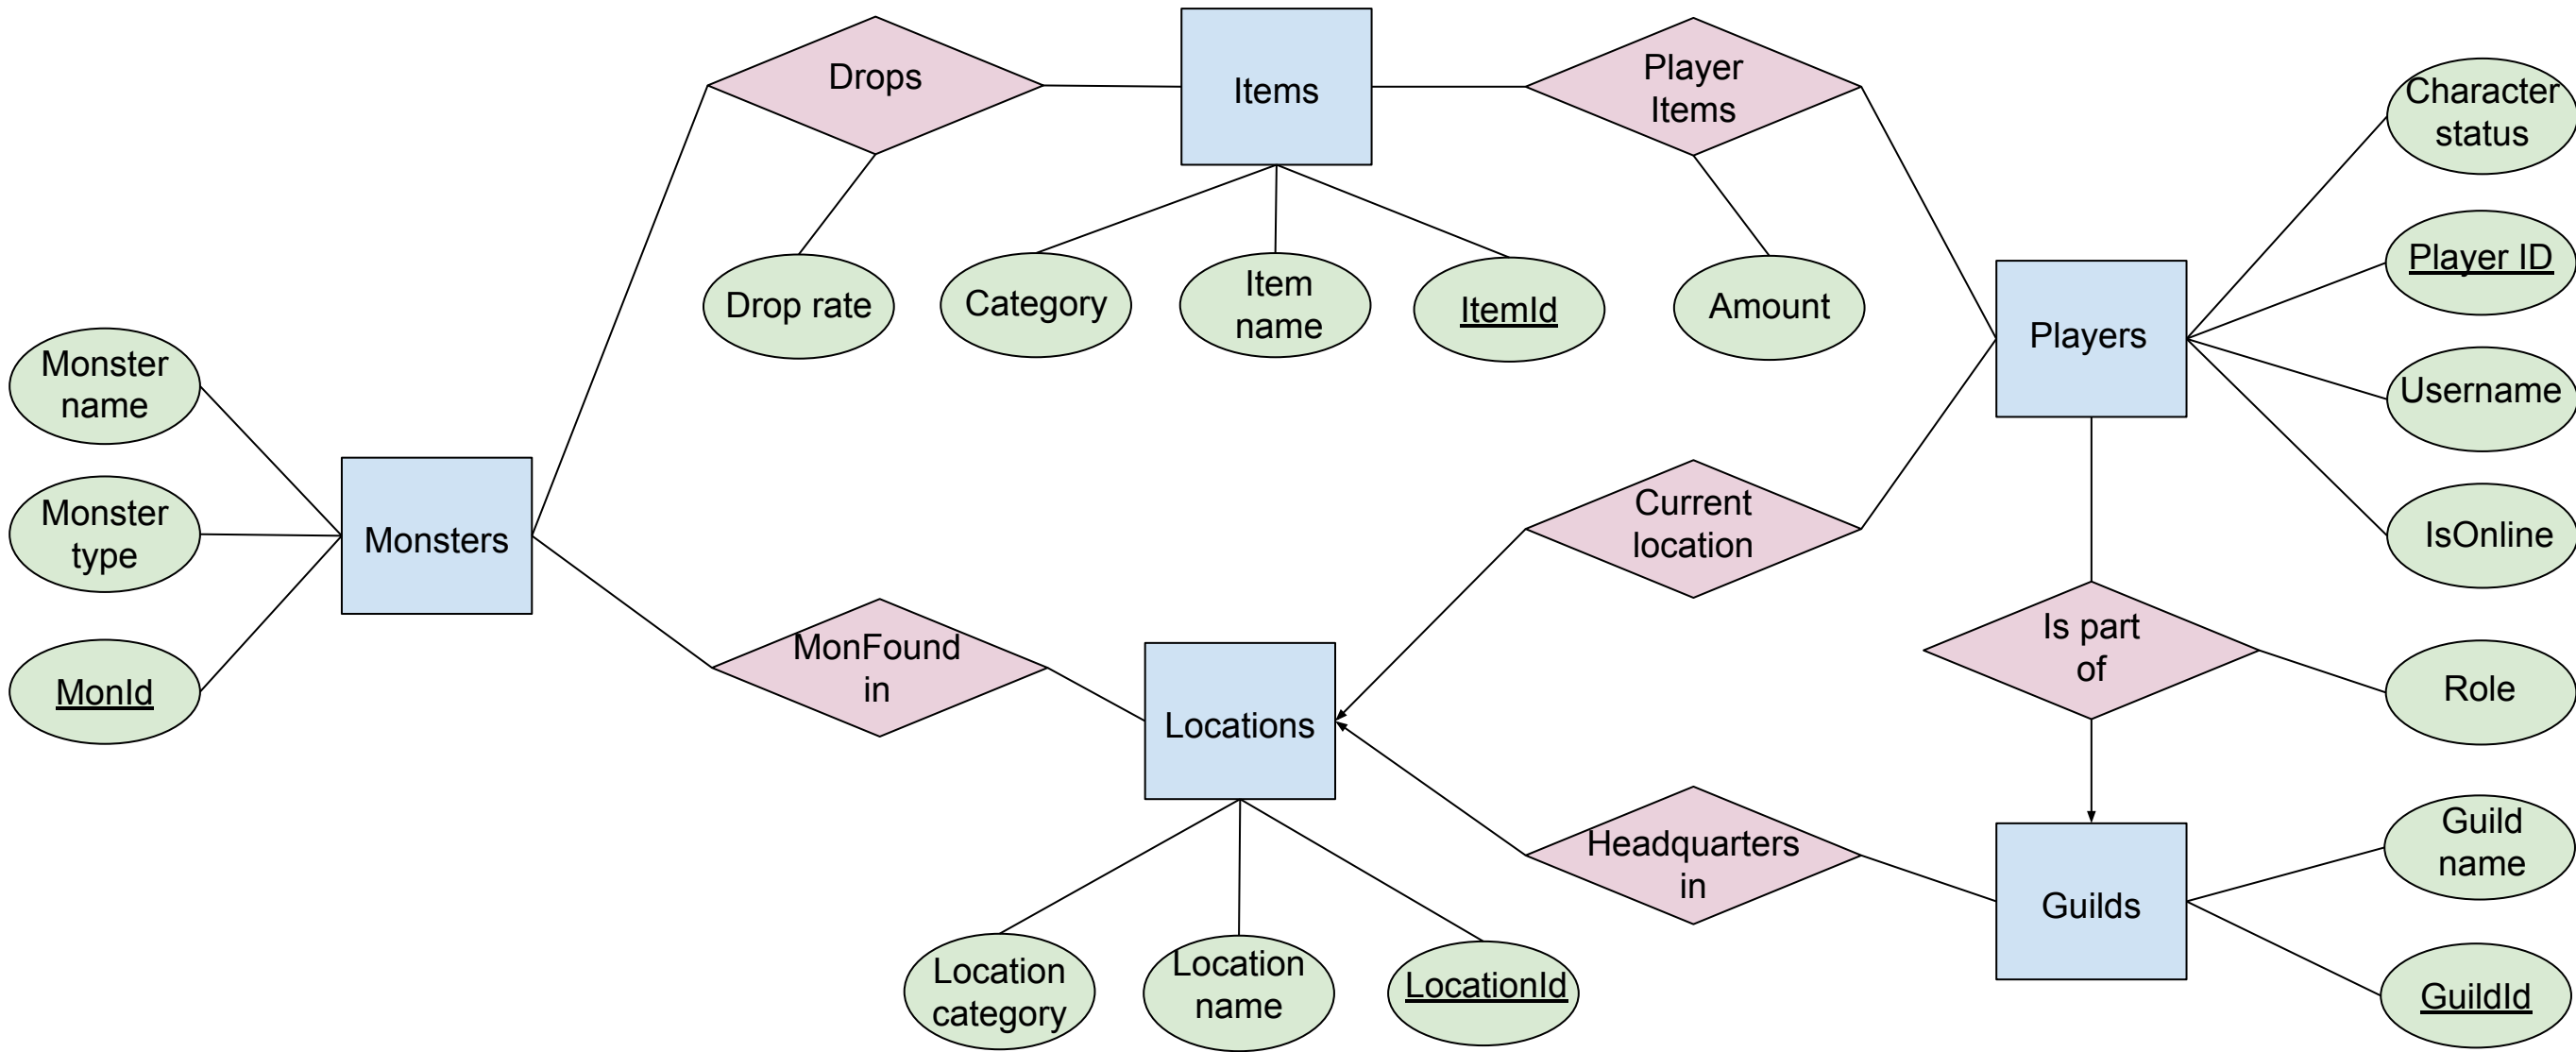 Drops
Items
Player
Items
Character
status
Player ID
Username
IsOnline
Players
Drop rate
Category
Item
name
ItemId
Amount
Monster
name
Monster
type
MonId
Monsters
Current
location
MonFound
in
Locations
Is part
of
Role
Headquarters
in
Guilds
Guild
name
GuildId
Location
category
Location
name
LocationId